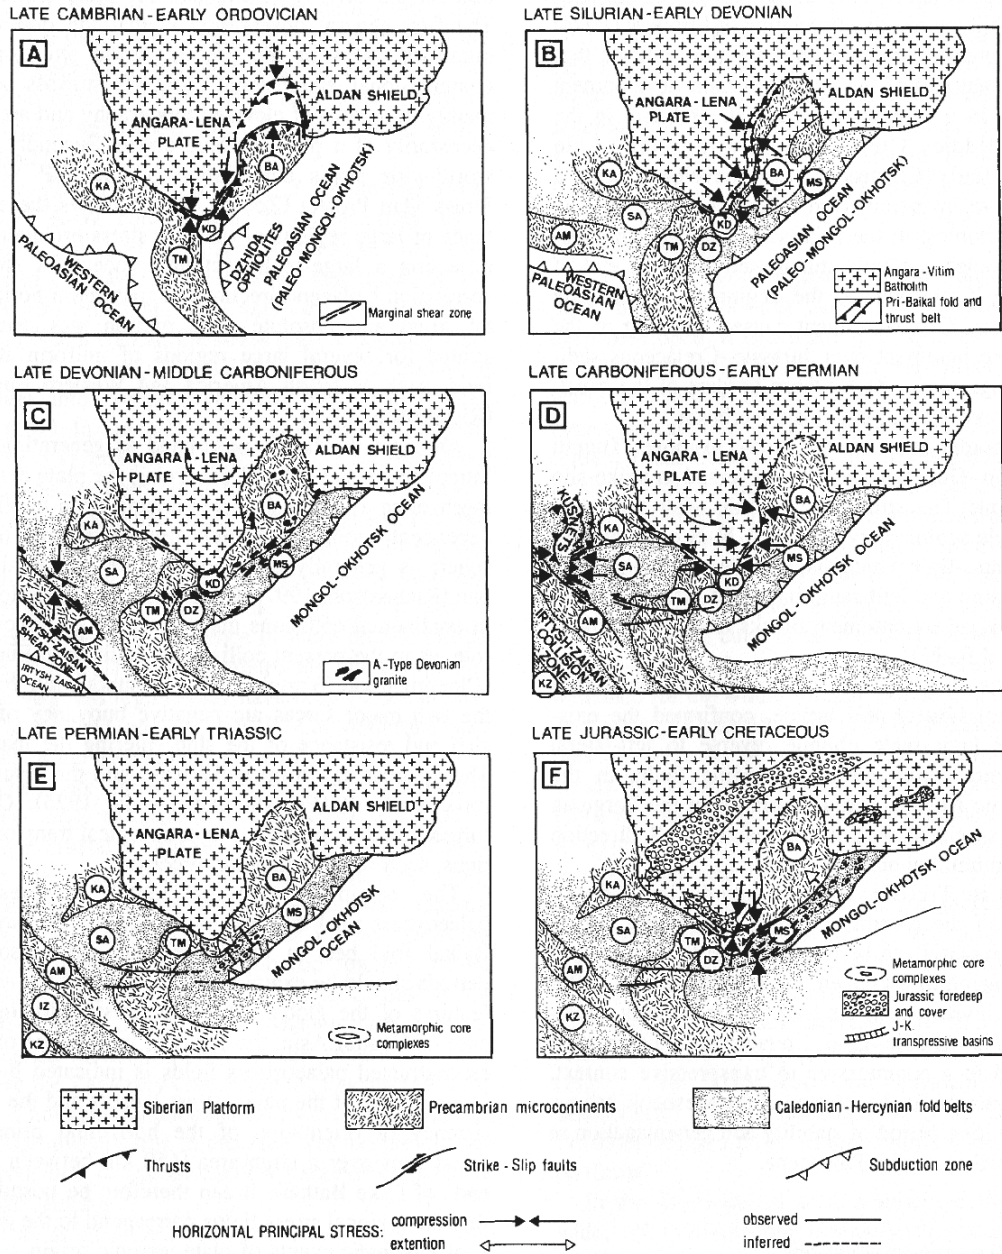 LATE CAMBRIAN-EARLY ORDOVICIAN
A
ANGARA-LENA
PLATE
ALDAN SHIELD
KA
BA
KD
TM
DZHIDA
OPHIOLITES
PALEOASIAN OCEAN
(PALEO-MONGOL-OKHOTSK)
WESTERN
PALEOASIAN OCEAN
Marginal shear zone
LATE SILURIAN-EARLY DEVONIAN
B
ANGARA-LENA
PLATE
ALDAN SHIELD
KA
BA
MS
SA
KD
AM
TM
DZ
PALEOASIAN OCEAN
(PALEO-MONGOL-OKHOTSK)
WESTERN
PALEOASIAN
OCEAN
Angara-Vitim
Batholith
Pri-Baikal fold and
thrust belt
LATE DEVONIAN-MIDDLE CARBONIFEROUS
C
ANGARA-LENA
PLATE
ALDAN SHIELD
KA
BA
SA
MS
KD
TM
DZ
AM
MONGOL-OKHOTSK OCEAN
IRTYSH ZAISAN
SHEAR ZONE
IRTYSH ZAISAN
OCEAN
A-Type Devonian
granite
LATE CARBONIFEROUS-EARLY PERMIAN
D
ANGARA-LENA
PLATE
ALDAN SHIELD
KUSNETS
KA
BA
SA
MS
KD
TM
DZ
AM
KZ
MONGOL-OKHOTSK OCEAN
IRTYSH-ZAISAN
COLLISION
ZONE
LATE PERMIAN-EARLY TRIASSIC
E
ANGARA-LENA
PLATE
ALDAN SHIELD
KA
BA
MS
SA
TM
AM
IZ
KZ
MONGOL-OKHOTSK
OCEAN
Metamorphic core
complexes
LATE JURASSIC-EARLY CRETACEOUS
F
KA
BA
SA
TM
MS
DZ
AM
KZ
MONGOL-OKHOTSK OCEAN
Metamorphic core
complexes
Jurassic foredeep
and cover
J-K
transpressive basins
Siberian Platform
Precambrian microcontinents
Caledonian-Hercynian fold belts
Thrusts
Strike-Slip faults
Subduction zone
HORIZONTAL PRINCIPAL STRESS:
compression
extention
observed
inferred